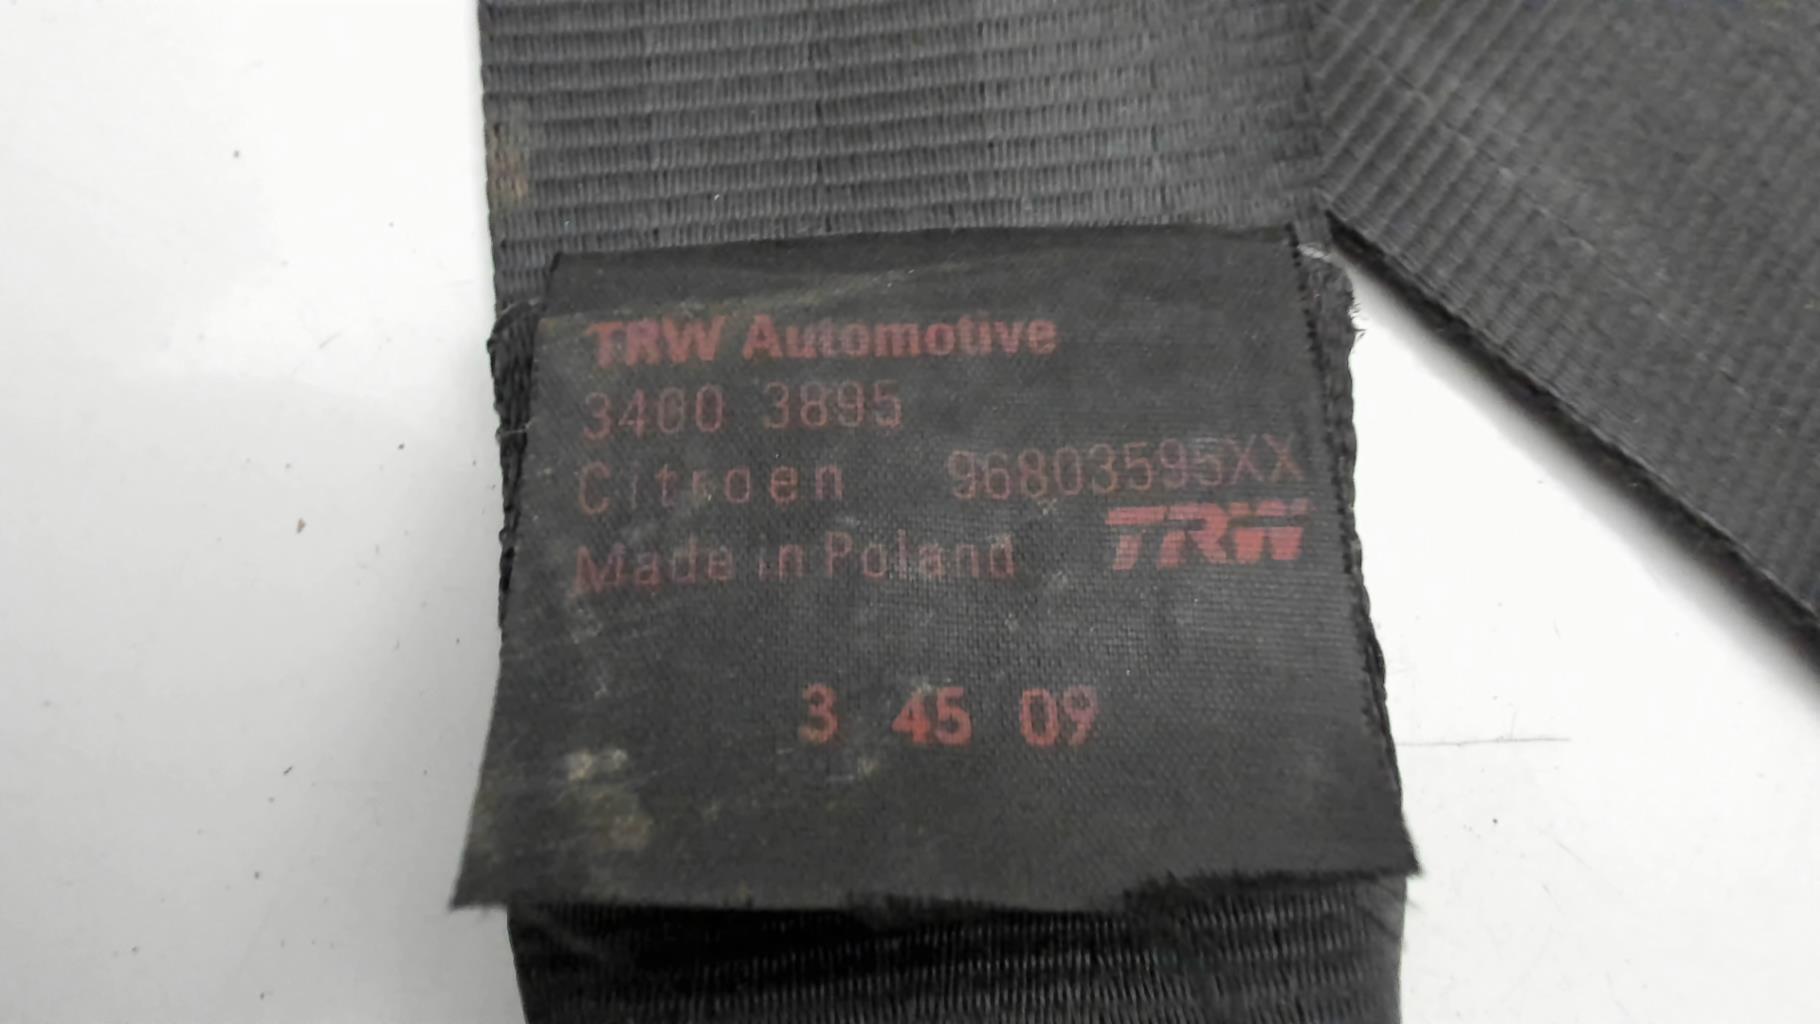 TRW Automotive
3400 3895
Citroen 96803595XX
Made in Poland TRW
3 45 09